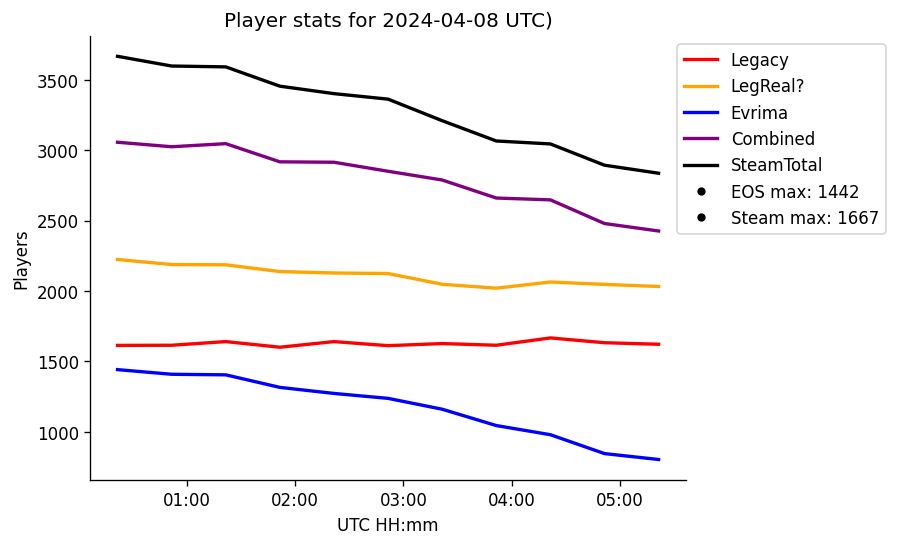 Player stats for 2024-04-08 UTC)
Legacy
LegReal?
Evrima
Combined
SteamTotal
EOS max: 1442
Steam max: 1667
Players
3500
3000
2500
2000
1500
1000
01:00 02:00 03:00 04:00 05:00
UTC HH:mm